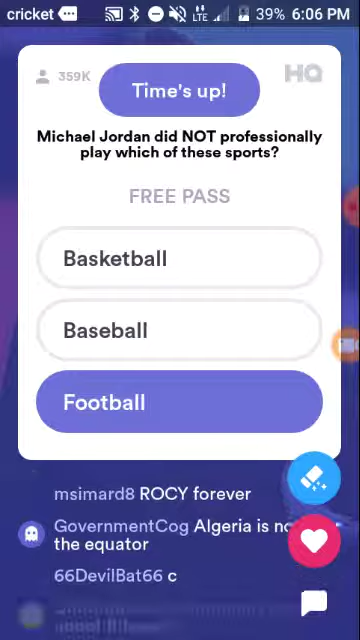 cricket LTE 39% 6:06 PM
359K Time's up! HQ
Michael Jordan did NOT professionally
play which of these sports?
FREE PASS
Basketball
Baseball
Football
msimard8 ROCY forever
GovernmentCog Algeria is
the equator
66DevilBat66 c